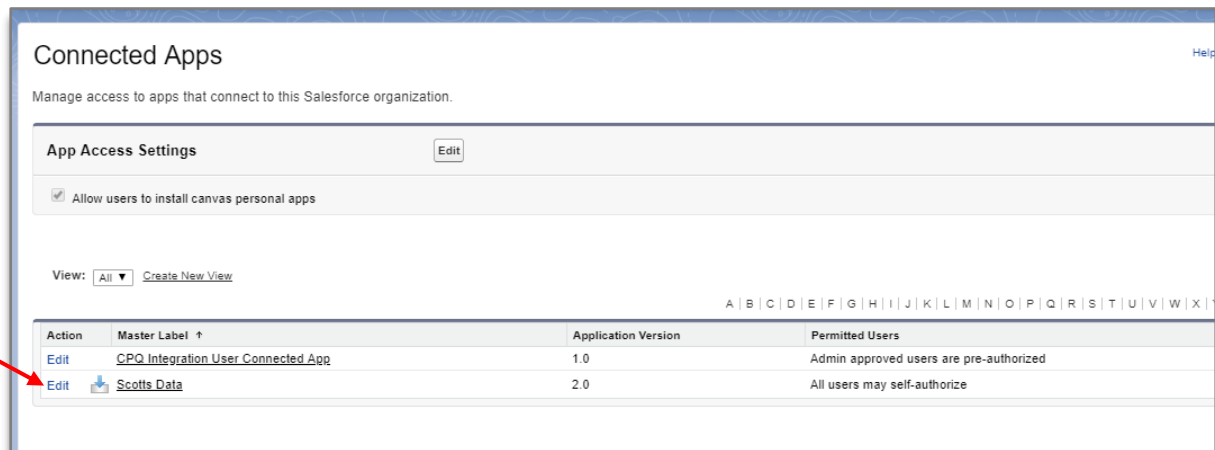 Connected Apps
Help
Manage access to apps that connect to this Salesforce organization.
App Access Settings Edit
Allow users to install canvas personal apps
View: All ▼ Create New View
A | B | C | D | E | F | G | H | I | J | K | L | M | N | O | P | Q | R | S | T | U | V | W | X |
Action Master Label ↑ Application Version Permitted Users
Edit CPQ Integration User Connected App 1.0 Admin approved users are pre-authorized
Edit Scotts Data 2.0 All users may self-authorize